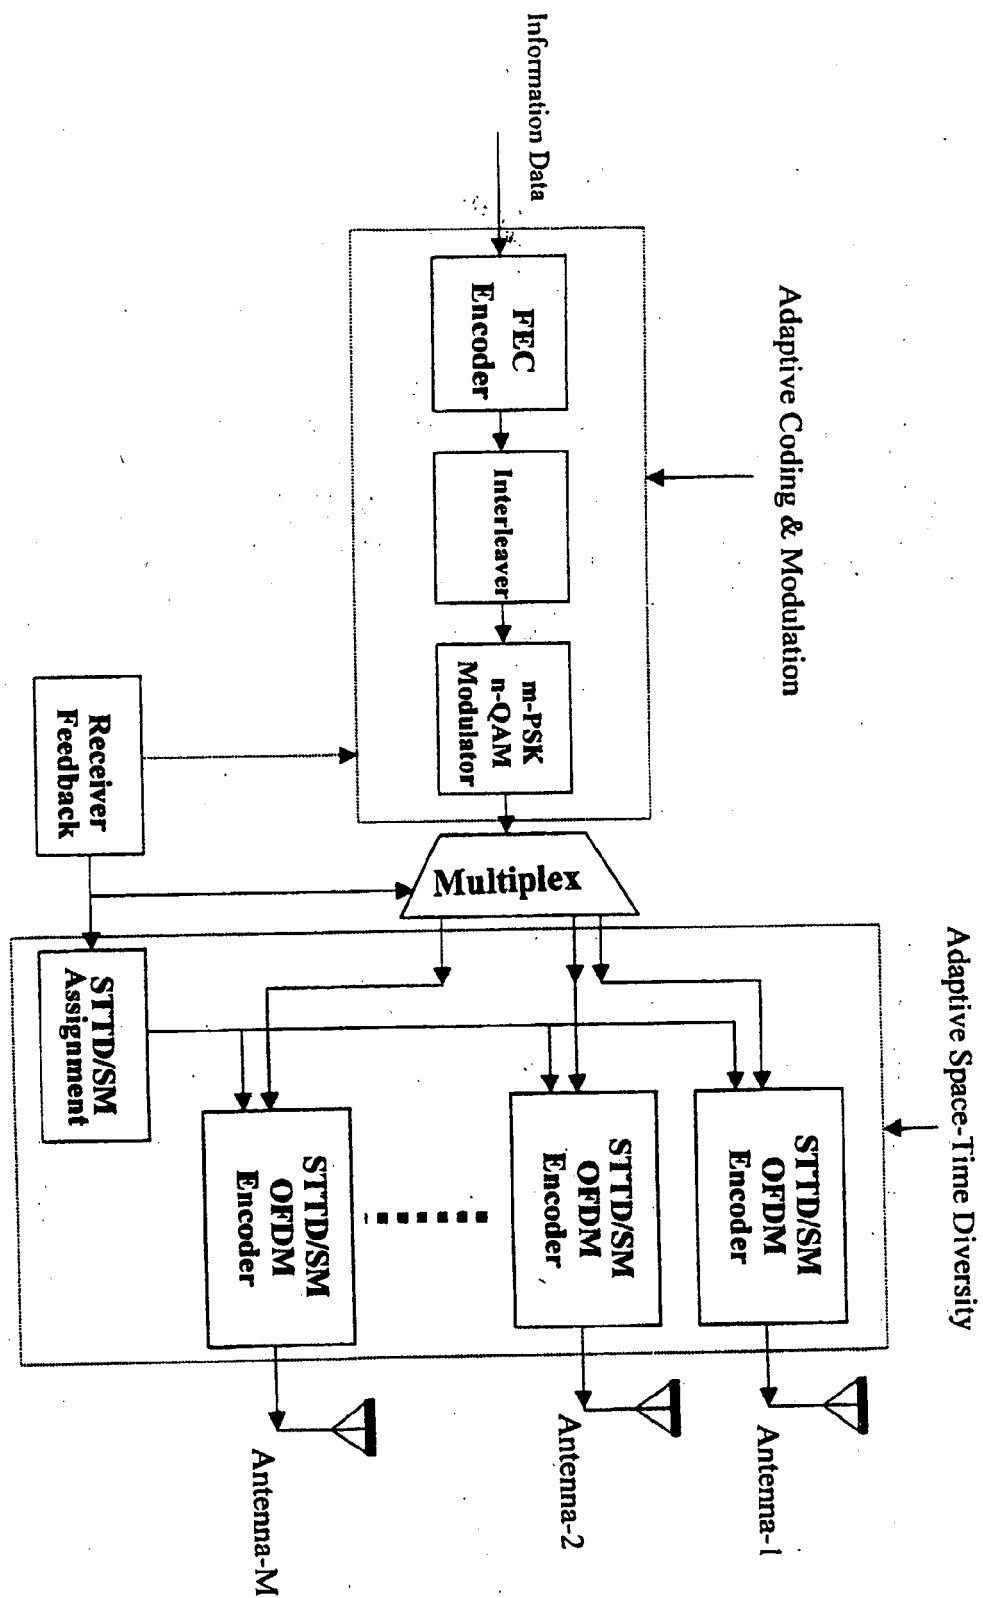 Adaptive Coding & Modulation
Adaptive Space-Time Diversity
Information Data
FEC
Encoder
Interleaver
m-PSK
n-QAM
Modulator
Multiplex
STTD/SM
OFDM
Encoder
Antenna-1
STTD/SM
OFDM
Encoder
Antenna-2
STTD/SM
OFDM
Encoder
Antenna-M
Receiver
Feedback
STTD/SM
Assignment